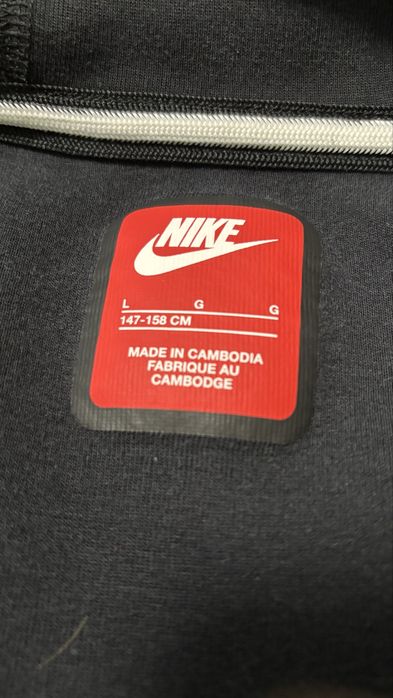 NIKE
L G G
147-158 CM
MADE IN CAMBODIA
FABRIQUE AU
CAMBODGE